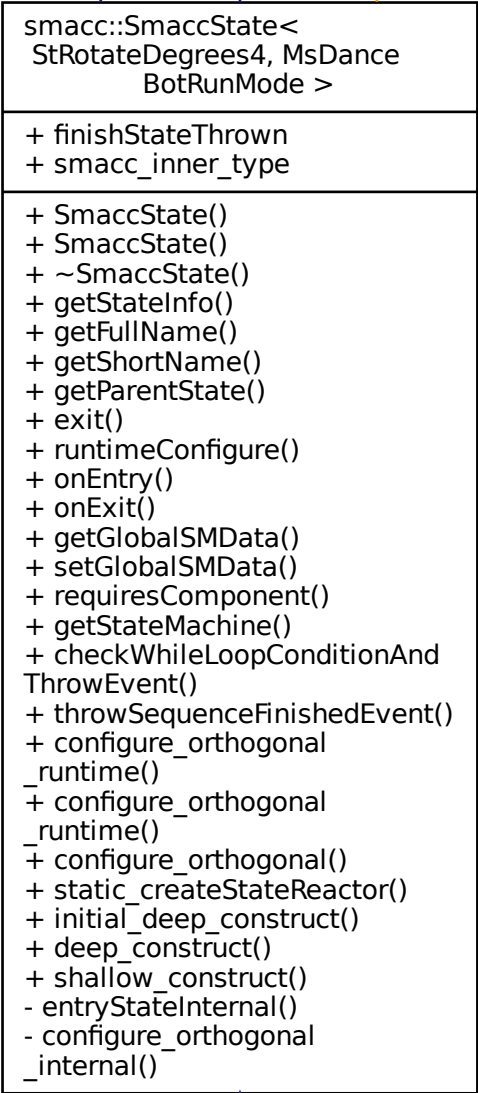 smacc::SmaccState<
StRotateDegrees4, MsDance
BotRunMode >
+ finishStateThrown
+ smacc_inner_type
+ SmaccState()
+ SmaccState()
+ ~SmaccState()
+ getStateInfo()
+ getFullName()
+ getShortName()
+ getParentState()
+ exit()
+ runtimeConfigure()
+ onEntry()
+ onExit()
+ getGlobalSMData()
+ setGlobalSMData()
+ requiresComponent()
+ getStateMachine()
+ checkWhileLoopConditionAnd
ThrowEvent()
+ throwSequenceFinishedEvent()
+ configure_orthogonal
_runtime()
+ configure_orthogonal
_runtime()
+ configure_orthogonal()
+ static_createStateReactor()
+ initial_deep_construct()
+ deep_construct()
+ shallow_construct()
- entryStateInternal()
- configure_orthogonal
_internal()